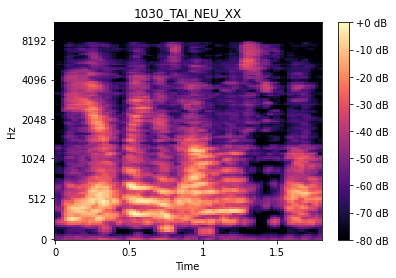 1030_TAI_NEU_XX
+0 dB
8192
-10 dB
4096
-20 dB
-30 dB
2048
-40 dB
Hz
1024
-50 dB
512
-60 dB
-70 dB
0
-80 dB
0
0.5
1
1.5
Time